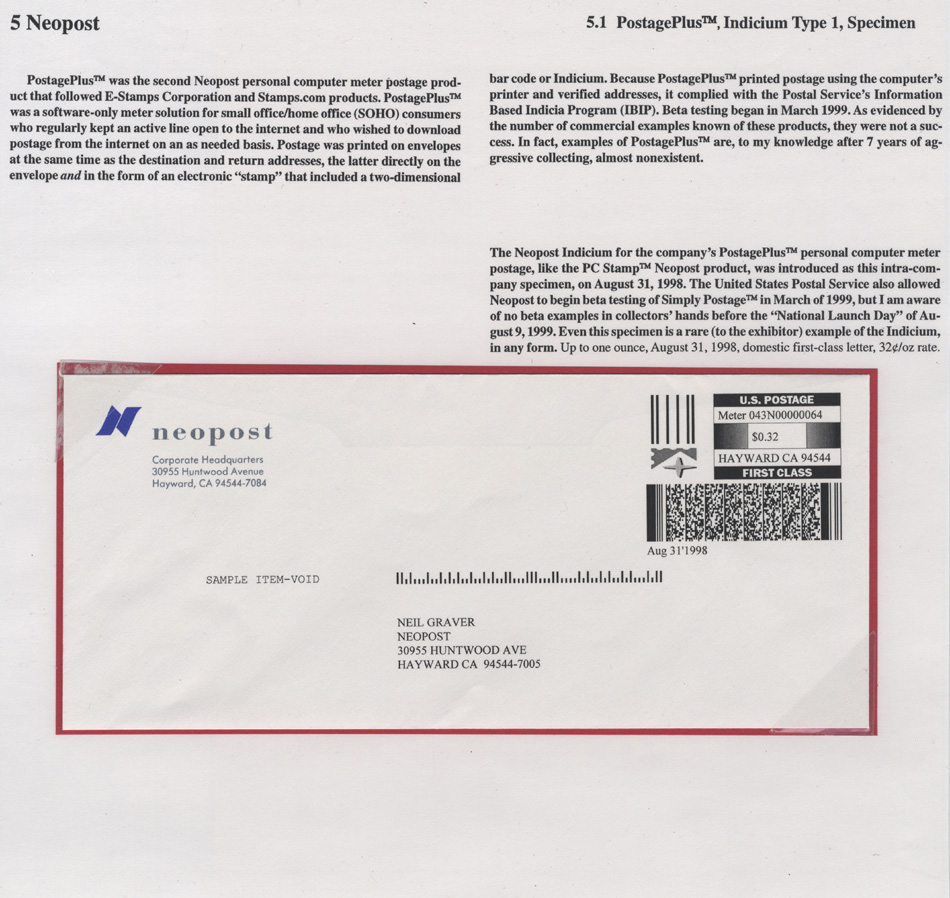 5 Neopost
5.1 PostagePlus™, Indicium Type 1, Specimen
PostagePlus™ was the second Neopost personal computer meter postage prod-
uct that followed E-Stamps Corporation and Stamps.com products. PostagePlus™
was a software-only meter solution for small office/home office (SOHO) consumers
who regularly kept an active line open to the internet and who wished to download
postage from the internet on an as needed basis. Postage was printed on envelopes
at the same time as the destination and return addresses, the latter directly on the
envelope and in the form of an electronic “stamp” that included a two-dimensional
bar code or Indicium. Because PostagePlus™ printed postage using the computer’s
printer and verified addresses, it complied with the Postal Service’s Information
Based Indicia Program (IBIP). Beta testing began in March 1999. As evidenced by
the number of commercial examples known of these products, they were not a suc-
cess. In fact, examples of PostagePlus™ are, to my knowledge after 7 years of ag-
gressive collecting, almost nonexistent.
The Neopost Indicium for the company’s PostagePlus™ personal computer meter
postage, like the PC Stamp™ Neopost product, was introduced as this intra-com-
pany specimen, on August 31, 1998. The United States Postal Service also allowed
Neopost to begin beta testing of Simply Postage™ in March of 1999, but I am aware
of no beta examples in collectors’ hands before the “National Launch Day” of Au-
gust 9, 1999. Even this specimen is a rare (to the exhibitor) example of the Indicium,
in any form. Up to one ounce, August 31, 1998, domestic first-class letter, 32¢/oz rate.
neopost
Corporate Headquarters
30955 Huntwood Avenue
Hayward, CA 94544-7084
U.S. POSTAGE
Meter 043N00000064
$0.32
HAYWARD CA 94544
FIRST CLASS
Aug 31'1998
SAMPLE ITEM-VOID
NEIL GRAVER
NEOPOST
30955 HUNTWOOD AVE
HAYWARD CA 94544-7005